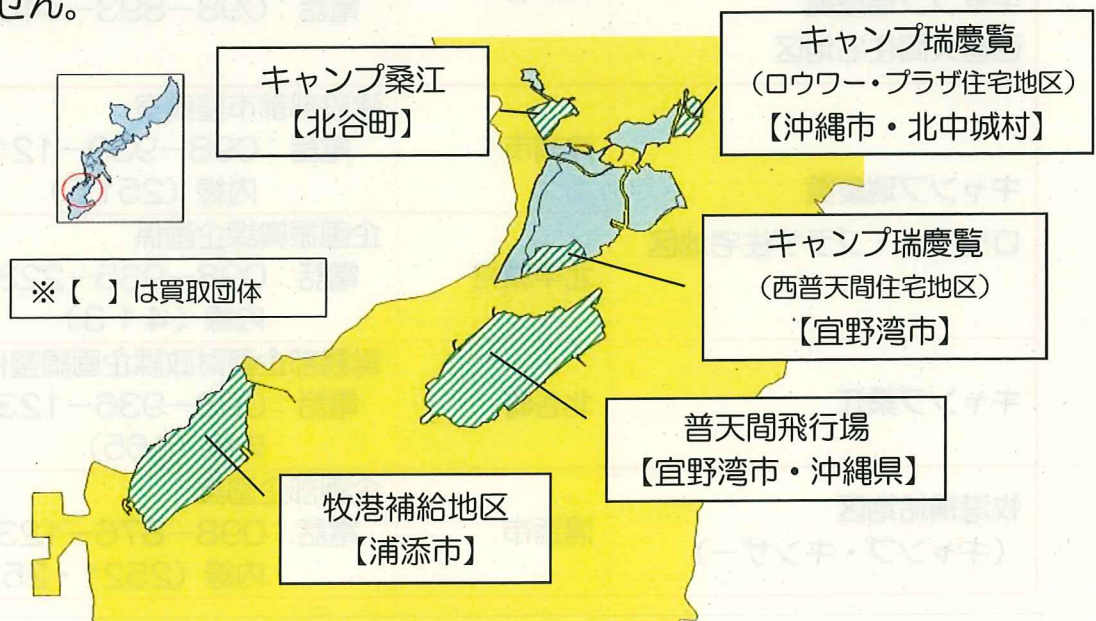 せん。
キャンプ桑江
【北谷町】
キャンプ瑞慶覧
（ロウワー・プラザ住宅地区）
【沖縄市・北中城村】
※【　】は買取団体
キャンプ瑞慶覧
（西普天間住宅地区）
【宜野湾市】
普天間飛行場
【宜野湾市・沖縄県】
牧港補給地区
【浦添市】